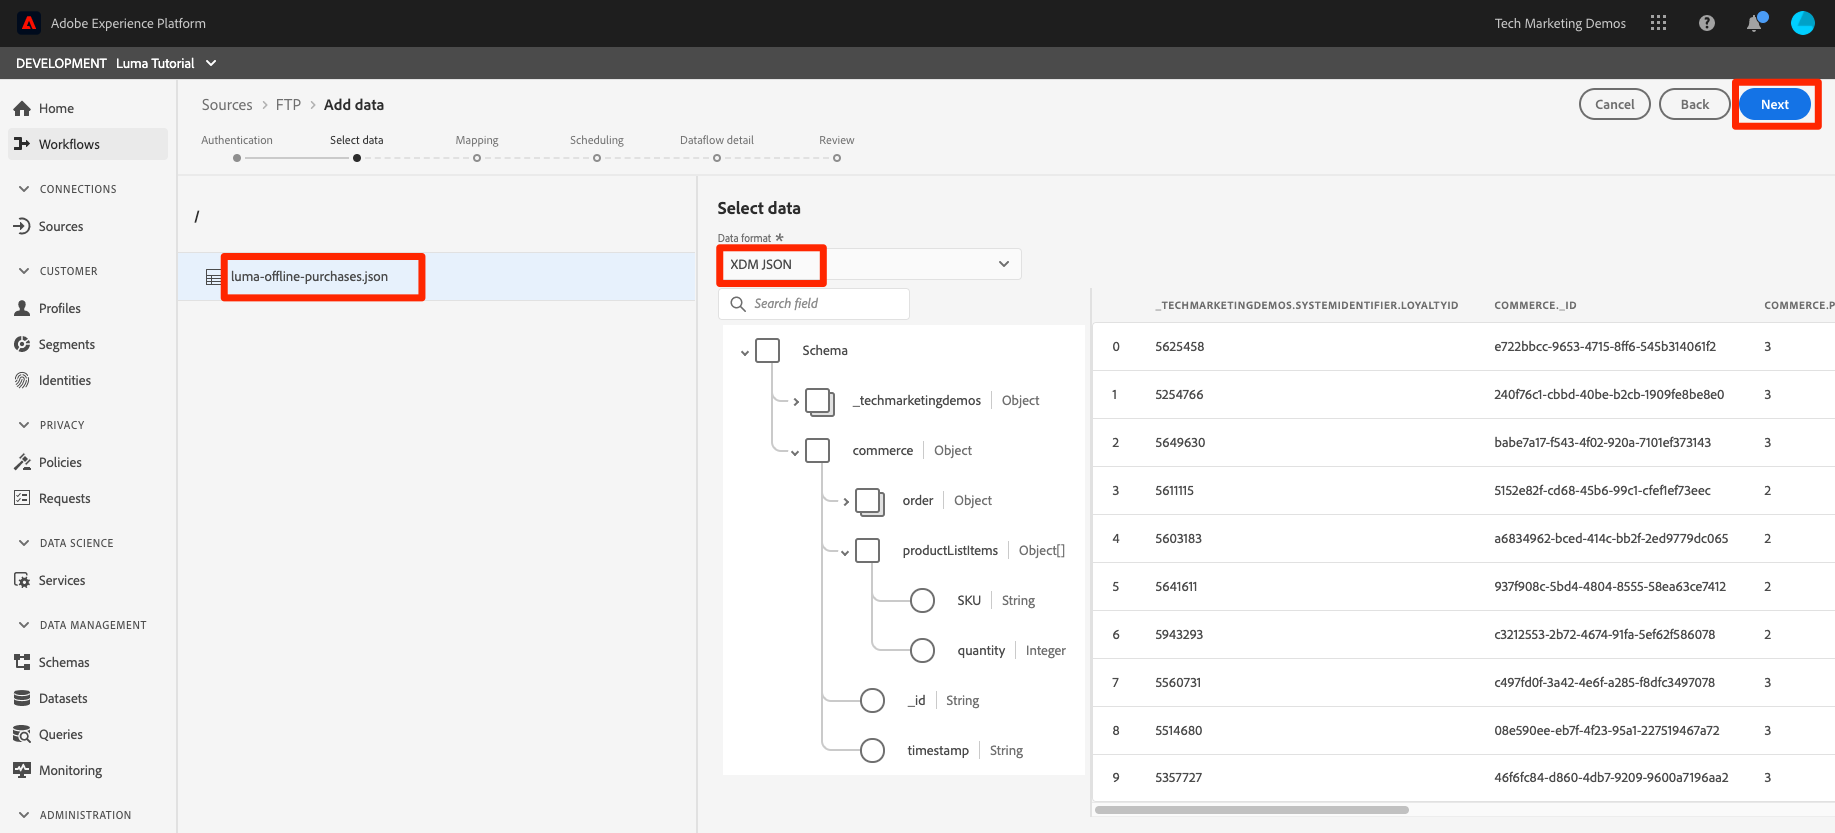 Adobe Experience Platform
Tech Marketing Demos
DEVELOPMENT Luma Tutorial
Home
Workflows
CONNECTIONS
Sources
CUSTOMER
Profiles
Segments
Identities
PRIVACY
Policies
Requests
DATA SCIENCE
Services
DATA MANAGEMENT
Schemas
Datasets
Queries
Monitoring
ADMINISTRATION
Sources > FTP > Add data
Cancel
Back
Next
Authentication Select data Mapping Scheduling Dataflow detail Review
/
luma-offline-purchases.json
Select data
Data format *
XDM JSON
Search field
Schema
_techmarketingdemos Object
commerce Object
order Object
productListItems Object[]
SKU String
quantity Integer
_id String
timestamp String
_TECHMARKETINGDEMOS.SYSTEMIDENTIFIER.LOYALTYID COMMERCE._ID COMMERCE.P
0 5625458 e722bbcc-9653-4715-8ff6-545b314061f2 3
1 5254766 240f76c1-cbbd-40be-b2cb-1909fe8be8e0 3
2 5649630 babe7a17-f543-4f02-920a-7101ef373143 3
3 5611115 5152e82f-cd68-45b6-99c1-cfef1ef73eec 2
4 5603183 a6834962-bced-414c-bb2f-2ed9779dc065 2
5 5641611 937f908c-5bd4-4804-8555-58ea63ce7412 2
6 5943293 c3212553-2b72-4674-91fa-5ef62f586078 2
7 5560731 c497fd0f-3a42-4e6f-a285-f8dfc3497078 3
8 5514680 08e590ee-eb7f-4f23-95a1-227519467a72 3
9 5357727 46f6fc84-d860-4db7-9209-9600a7196aa2 3